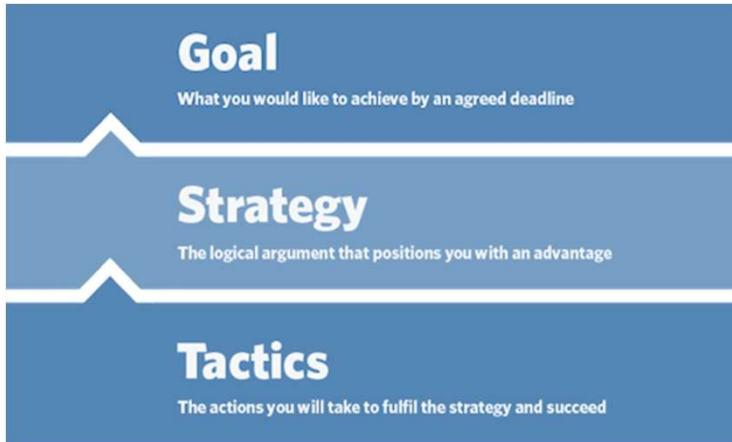 Goal
What you would like to achieve by an agreed deadline
Strategy
The logical argument that positions you with an advantage
Tactics
The actions you will take to fulfil the strategy and succeed